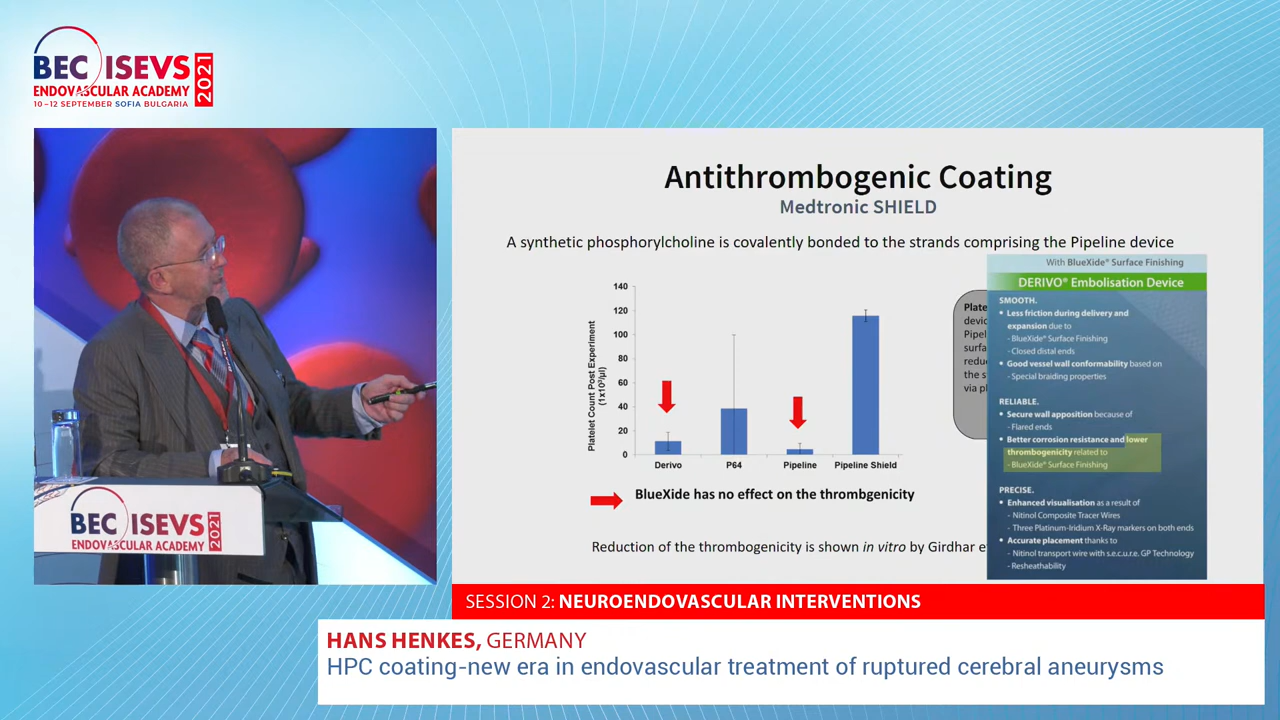 BEC ISEVS 2021
ENDOVASCULAR ACADEMY
10-12 SEPTEMBER SOFIA BULGARIA
BEC ISEVS 2021
ENDOVASCULAR ACADEMY
Antithrombogenic Coating
Medtronic SHIELD
A synthetic phosphorylcholine is covalently bonded to the strands comprising the Pipeline device
Platelet Count Post Experiment
(1x10³/µl)
140
120
100
80
60
40
20
0
Derivo P64 Pipeline Pipeline Shield
BlueXide has no effect on the thrombgenicity
Reduction of the thrombogenicity is shown in vitro by Girdhar e
Plate
devic
Pipel
surfa
redu
the s
via p
With BlueXide® Surface Finishing
DERIVO® Embolisation Device
SMOOTH.
• Less friction during delivery and
expansion due to
- BlueXide® Surface Finishing
- Closed distal ends
• Good vessel wall conformability based on
- Special braiding properties
RELIABLE.
• Secure wall apposition because of
- Flared ends
• Better corrosion resistance and lower
thrombogenicity related to
- BlueXide® Surface Finishing
PRECISE.
• Enhanced visualisation as a result of
- Nitinol Composite Tracer Wires
- Three Platinum-Iridium X-Ray markers on both ends
• Accurate placement thanks to
- Nitinol transport wire with s.e.c.u.r.e. GP Technology
- Resheathability
SESSION 2: NEUROENDOVASCULAR INTERVENTIONS
HANS HENKES, GERMANY
HPC coating-new era in endovascular treatment of ruptured cerebral aneurysms